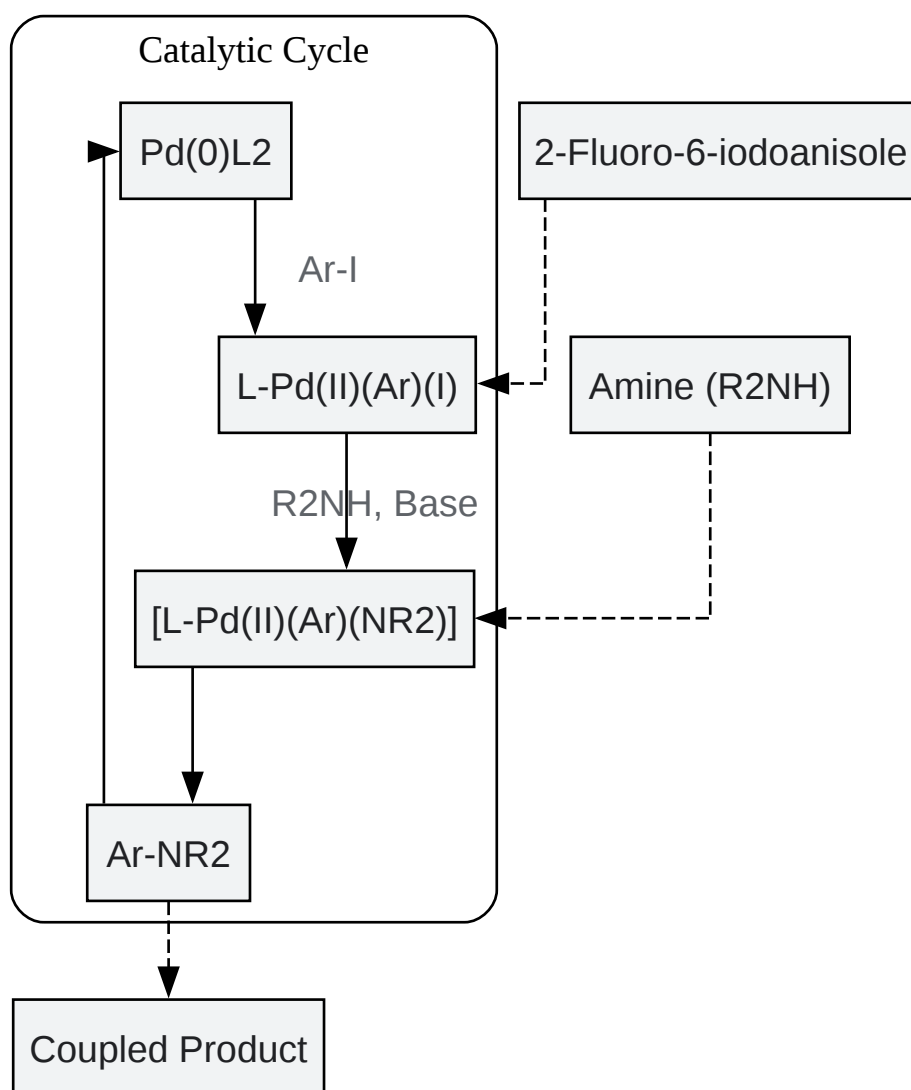 Catalytic Cycle
Pd(0)L2
2-Fluoro-6-iodoanisole
Ar-I
L-Pd(II)(Ar)(I)
Amine (R2NH)
R2NH, Base
[L-Pd(II)(Ar)(NR2)]
Ar-NR2
Coupled Product